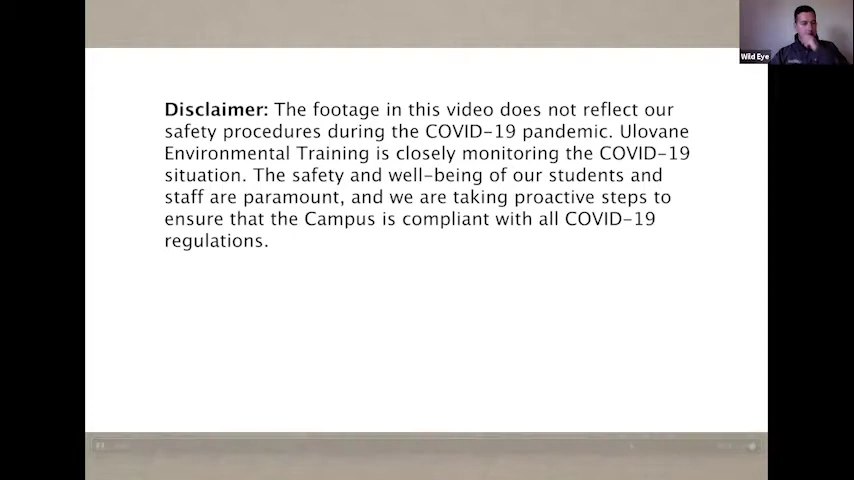 Wild Eye
Disclaimer: The footage in this video does not reflect our
safety procedures during the COVID-19 pandemic. Ulovane
Environmental Training is closely monitoring the COVID-19
situation. The safety and well-being of our students and
staff are paramount, and we are taking proactive steps to
ensure that the Campus is compliant with all COVID-19
regulations.